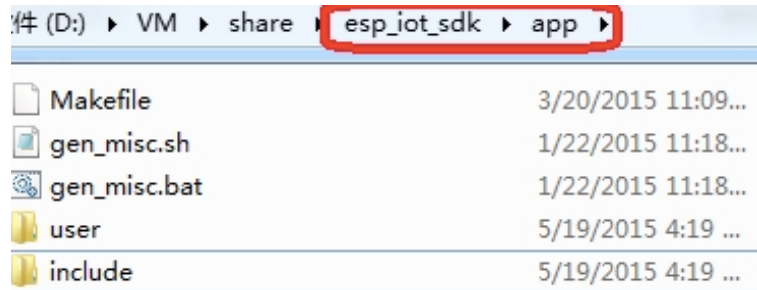 件 (D:) ▸ VM ▸ share ▸ esp_iot_sdk ▸ app ▸
Makefile 3/20/2015 11:09...
gen_misc.sh 1/22/2015 11:18...
gen_misc.bat 1/22/2015 11:18...
user 5/19/2015 4:19 ...
include 5/19/2015 4:19 ...